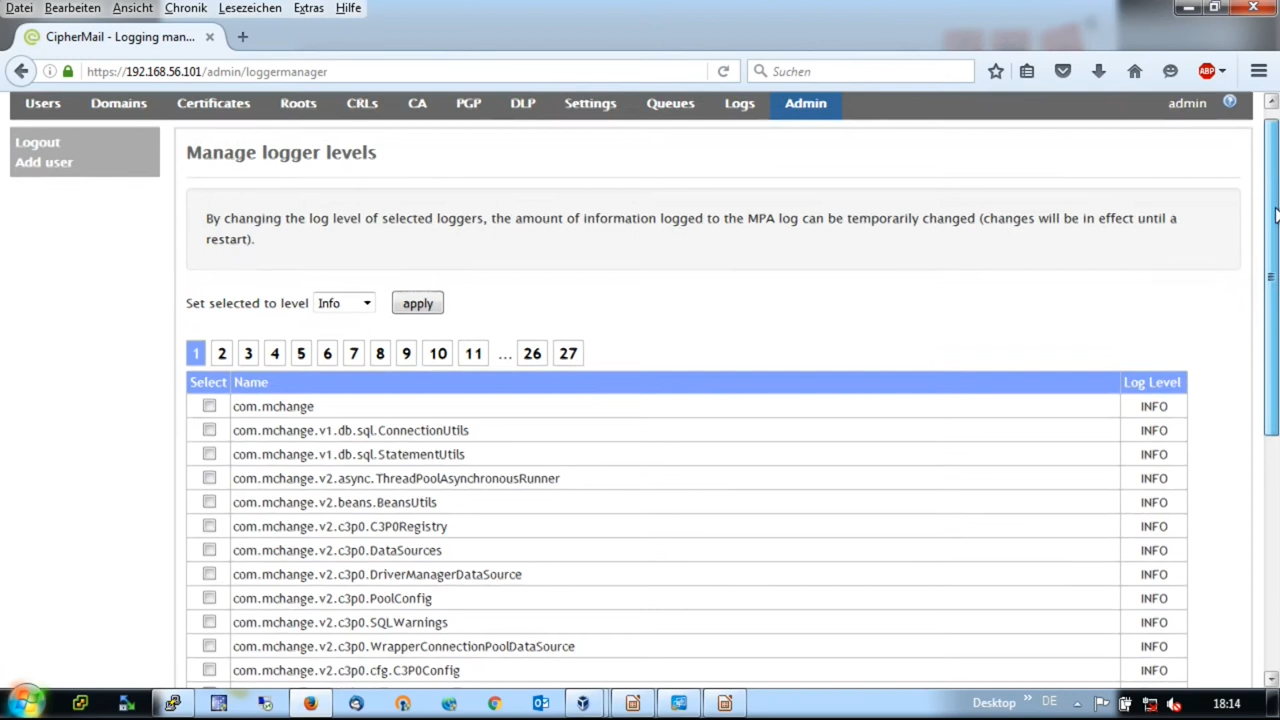 Datei Bearbeiten Ansicht Chronik Lesezeichen Extras Hilfe
CipherMail - Logging man...
https://192.168.56.101/admin/loggermanager
Suchen
ABP
Users Domains Certificates Roots CRLs CA PGP DLP Settings Queues Logs Admin admin
Logout
Add user
Manage logger levels
By changing the log level of selected loggers, the amount of information logged to the MPA log can be temporarily changed (changes will be in effect until a
restart).
Set selected to level Info apply
1 2 3 4 5 6 7 8 9 10 11 ... 26 27
Select Name Log Level
com.mchange INFO
com.mchange.v1.db.sql.ConnectionUtils INFO
com.mchange.v1.db.sql.StatementUtils INFO
com.mchange.v2.async.ThreadPoolAsynchronousRunner INFO
com.mchange.v2.beans.BeansUtils INFO
com.mchange.v2.c3p0.C3P0Registry INFO
com.mchange.v2.c3p0.DataSources INFO
com.mchange.v2.c3p0.DriverManagerDataSource INFO
com.mchange.v2.c3p0.PoolConfig INFO
com.mchange.v2.c3p0.SQLWarnings INFO
com.mchange.v2.c3p0.WrapperConnectionPoolDataSource INFO
com.mchange.v2.c3p0.cfg.C3P0Config INFO
Desktop » DE 18:14